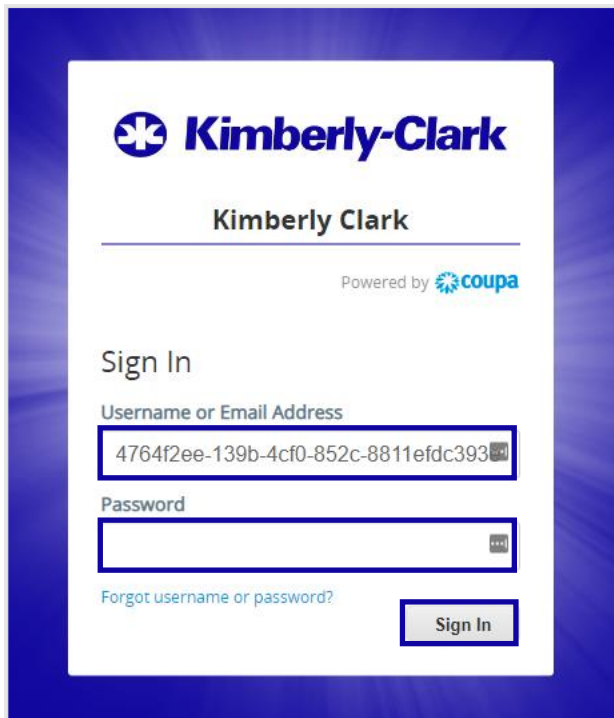 Kimberly-Clark
Kimberly Clark
Powered by coupa
Sign In
Username or Email Address
4764f2ee-139b-4cf0-852c-8811efdc393e
Password
Forgot username or password?
Sign In